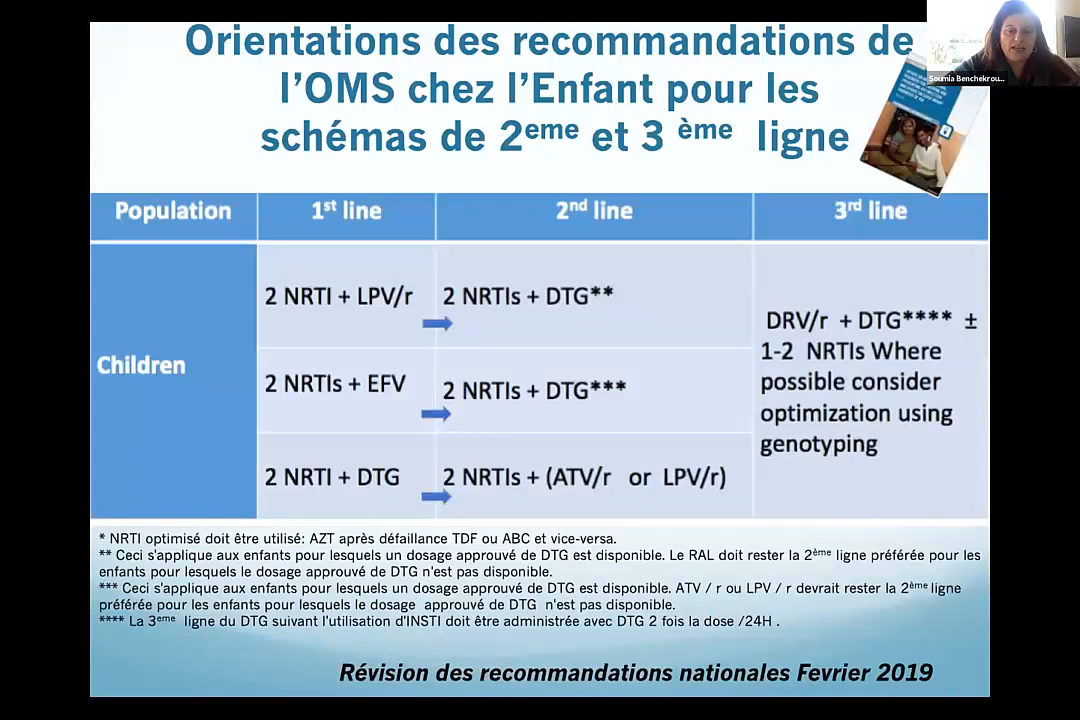 Orientations des recommandations de
l'OMS chez l'Enfant pour les
schémas de 2eme et 3 ème ligne
Soumia Benchekrou...
Population 1st line 2nd line 3rd line
Children
2 NRTI + LPV/r 2 NRTIs + DTG**
2 NRTIs + EFV 2 NRTIs + DTG***
2 NRTI + DTG 2 NRTIs + (ATV/r or LPV/r)
DRV/r + DTG**** ±
1-2 NRTIs Where
possible consider
optimization using
genotyping
* NRTI optimisé doit être utilisé: AZT après défaillance TDF ou ABC et vice-versa.
** Ceci s'applique aux enfants pour lesquels un dosage approuvé de DTG est disponible. Le RAL doit rester la 2ème ligne préférée pour les
enfants pour lesquels le dosage approuvé de DTG n'est pas disponible.
*** Ceci s'applique aux enfants pour lesquels un dosage approuvé de DTG est disponible. ATV / r ou LPV / r devrait rester la 2ème ligne
préférée pour les enfants pour lesquels le dosage approuvé de DTG n'est pas disponible.
**** La 3eme ligne du DTG suivant l'utilisation d'INSTI doit être administrée avec DTG 2 fois la dose /24H .
Révision des recommandations nationales Fevrier 2019